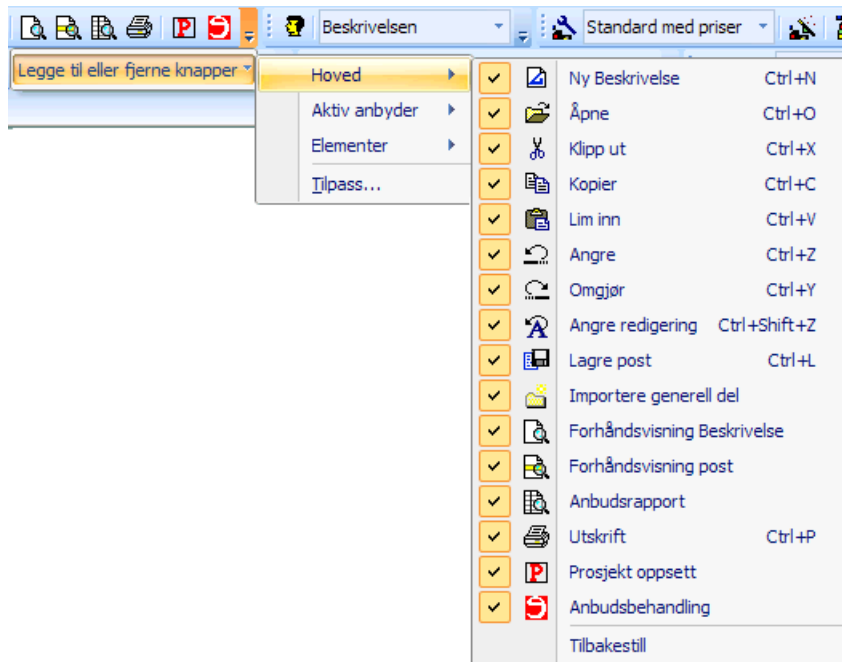 Beskrivelsen
Standard med priser
Legge til eller fjerne knapper
Hoved
Aktiv anbyder
Elementer
Tilpass...
Ny Beskrivelse Ctrl+N
Åpne Ctrl+O
Klipp ut Ctrl+X
Kopier Ctrl+C
Lim inn Ctrl+V
Angre Ctrl+Z
Omgjør Ctrl+Y
Angre redigering Ctrl+Shift+Z
Lagre post Ctrl+L
Importere generell del
Forhåndsvisning Beskrivelse
Forhåndsvisning post
Anbudsrapport
Utskrift Ctrl+P
Prosjekt oppsett
Anbudsbehandling
Tilbakestill